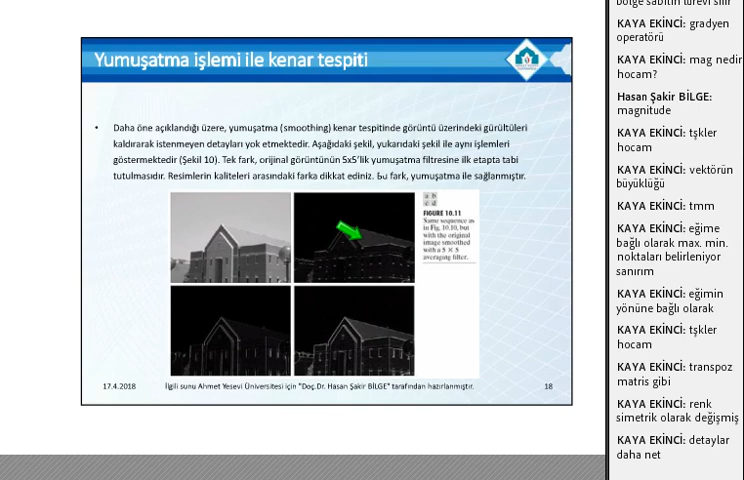 Yumuşatma işlemi ile kenar tespiti
• Daha öne açıklandığı üzere, yumuşatma (smoothing) kenar tespitinde görüntü üzerindeki gürültüleri
kaldırarak istenmeyen detayları yok etmektedir. Aşağıdaki şekil, yukarıdaki şekil ile aynı işlemleri
göstermektedir (Şekil 10). Tek fark, orijinal görüntünün 5x5'lik yumuşatma filtresine ilk etapta tabi
tutulmasıdır. Resimlerin kaliteleri arasındaki farka dikkat ediniz. Bu fark, yumuşatma ile sağlanmıştır.
a b
c d
FIGURE 10.11
Same sequence as
in Fig. 10.10, but
with the original
image smoothed
with a 5 × 5
averaging filter.
17.4.2018 İlgili sunu Ahmet Yesevi Üniversitesi için "Doç.Dr. Hasan Şakir BİLGE" tarafından hazırlanmıştır. 18
bölge sabitin türevi sıfır
KAYA EKİNCİ: gradyen
operatörü
KAYA EKİNCİ: mag nedir
hocam?
Hasan Şakir BİLGE:
magnitude
KAYA EKİNCİ: tşkler
hocam
KAYA EKİNCİ: vektörün
büyüklüğü
KAYA EKİNCİ: tmm
KAYA EKİNCİ: eğime
bağlı olarak max. min.
noktaları belirleniyor
sanırım
KAYA EKİNCİ: eğimin
yönüne bağlı olarak
KAYA EKİNCİ: tşkler
hocam
KAYA EKİNCİ: transpoz
matris gibi
KAYA EKİNCİ: renk
simetrik olarak değişmiş
KAYA EKİNCİ: detaylar
daha net